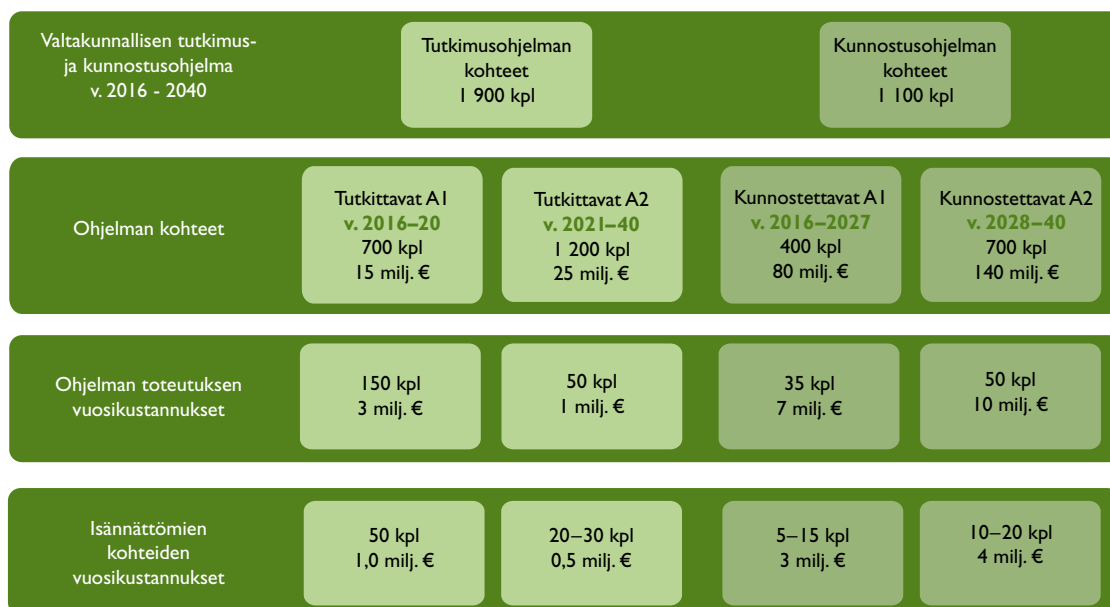 Valtakunnallisen tutkimus-
ja kunnostusohjelma
v. 2016 - 2040
Tutkimusohjelman
kohteet
1 900 kpl
Kunnostusohjelman
kohteet
1 100 kpl
Ohjelman kohteet
Tutkittavat A1
v. 2016–20
700 kpl
15 milj. €
Tutkittavat A2
v. 2021–40
1 200 kpl
25 milj. €
Kunnostettavat A1
v. 2016–2027
400 kpl
80 milj. €
Kunnostettavat A2
v. 2028–40
700 kpl
140 milj. €
Ohjelman toteutuksen
vuosikustannukset
150 kpl
3 milj. €
50 kpl
1 milj. €
35 kpl
7 milj. €
50 kpl
10 milj. €
Isännättömien
kohteiden
vuosikustannukset
50 kpl
1,0 milj. €
20–30 kpl
0,5 milj. €
5–15 kpl
3 milj. €
10–20 kpl
4 milj. €